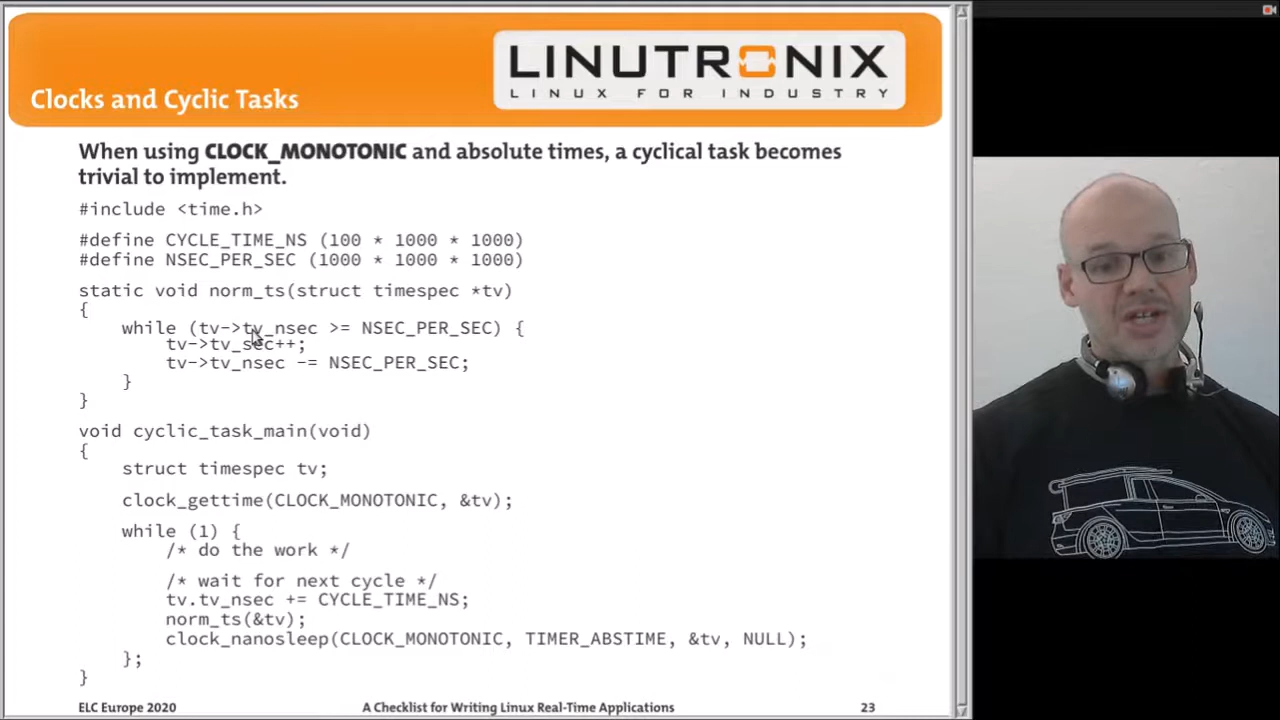 LINUTRONIX
LINUX FOR INDUSTRY
Clocks and Cyclic Tasks
When using CLOCK_MONOTONIC and absolute times, a cyclical task becomes
trivial to implement.
#include <time.h>
#define CYCLE_TIME_NS (100 * 1000 * 1000)
#define NSEC_PER_SEC (1000 * 1000 * 1000)
static void norm_ts(struct timespec *tv)
{
    while (tv->tv_nsec >= NSEC_PER_SEC) {
        tv->tv_sec++;
        tv->tv_nsec -= NSEC_PER_SEC;
    }
}
void cyclic_task_main(void)
{
    struct timespec tv;
    clock_gettime(CLOCK_MONOTONIC, &tv);
    while (1) {
        /* do the work */
        /* wait for next cycle */
        tv.tv_nsec += CYCLE_TIME_NS;
        norm_ts(&tv);
        clock_nanosleep(CLOCK_MONOTONIC, TIMER_ABSTIME, &tv, NULL);
    };
}
ELC Europe 2020
A Checklist for Writing Linux Real-Time Applications
23